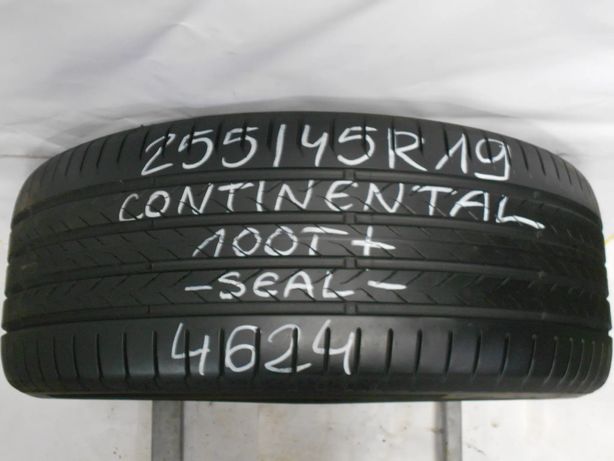 255/45R19
CONTINENTAL
100T+
-SEAL-
4624